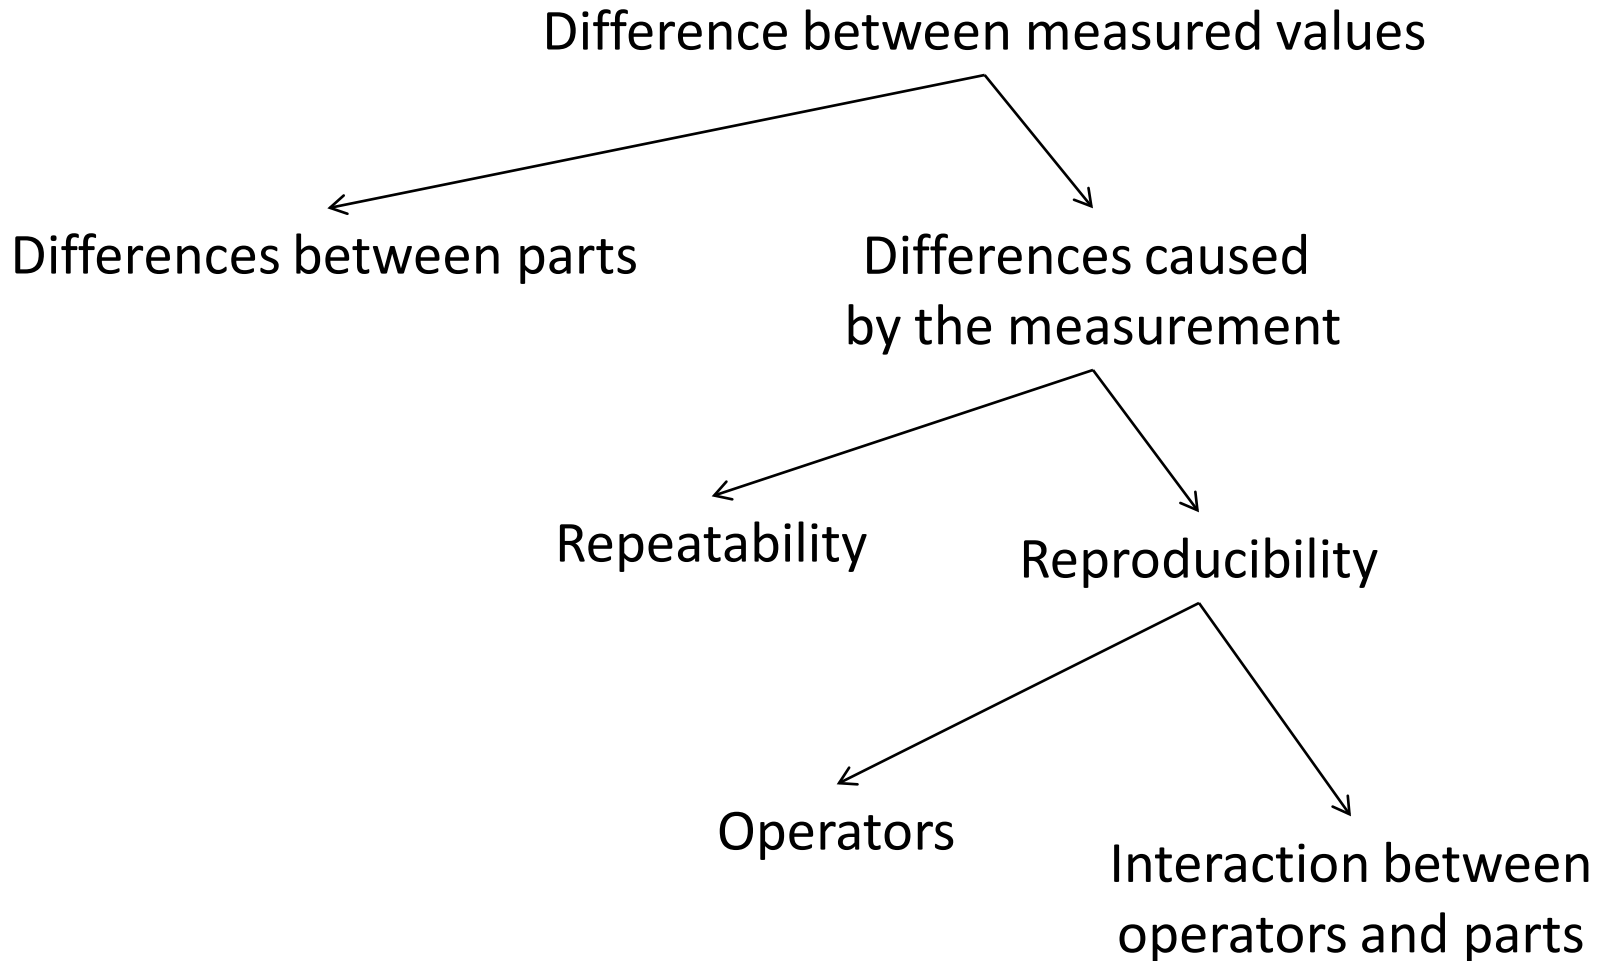 Difference between measured values
Differences between parts
Differences caused
by the measurement
Repeatability
Reproducibility
Operators
Interaction between
operators and parts